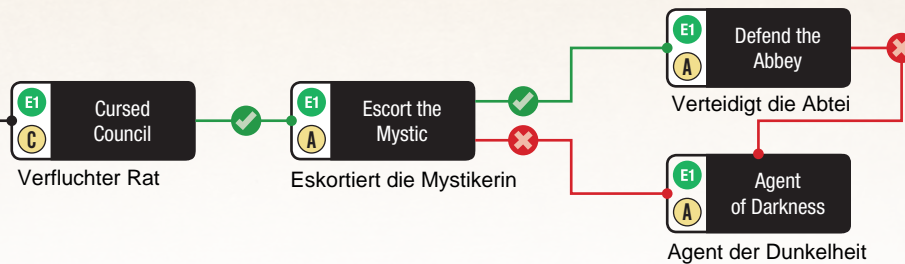 E1
C
Cursed
Council
Verfluchter Rat
E1
A
Escort the
Mystic
Eskortiert die Mystikerin
E1
A
Defend the
Abbey
Verteidigt die Abtei
E1
A
Agent
of Darkness
Agent der Dunkelheit